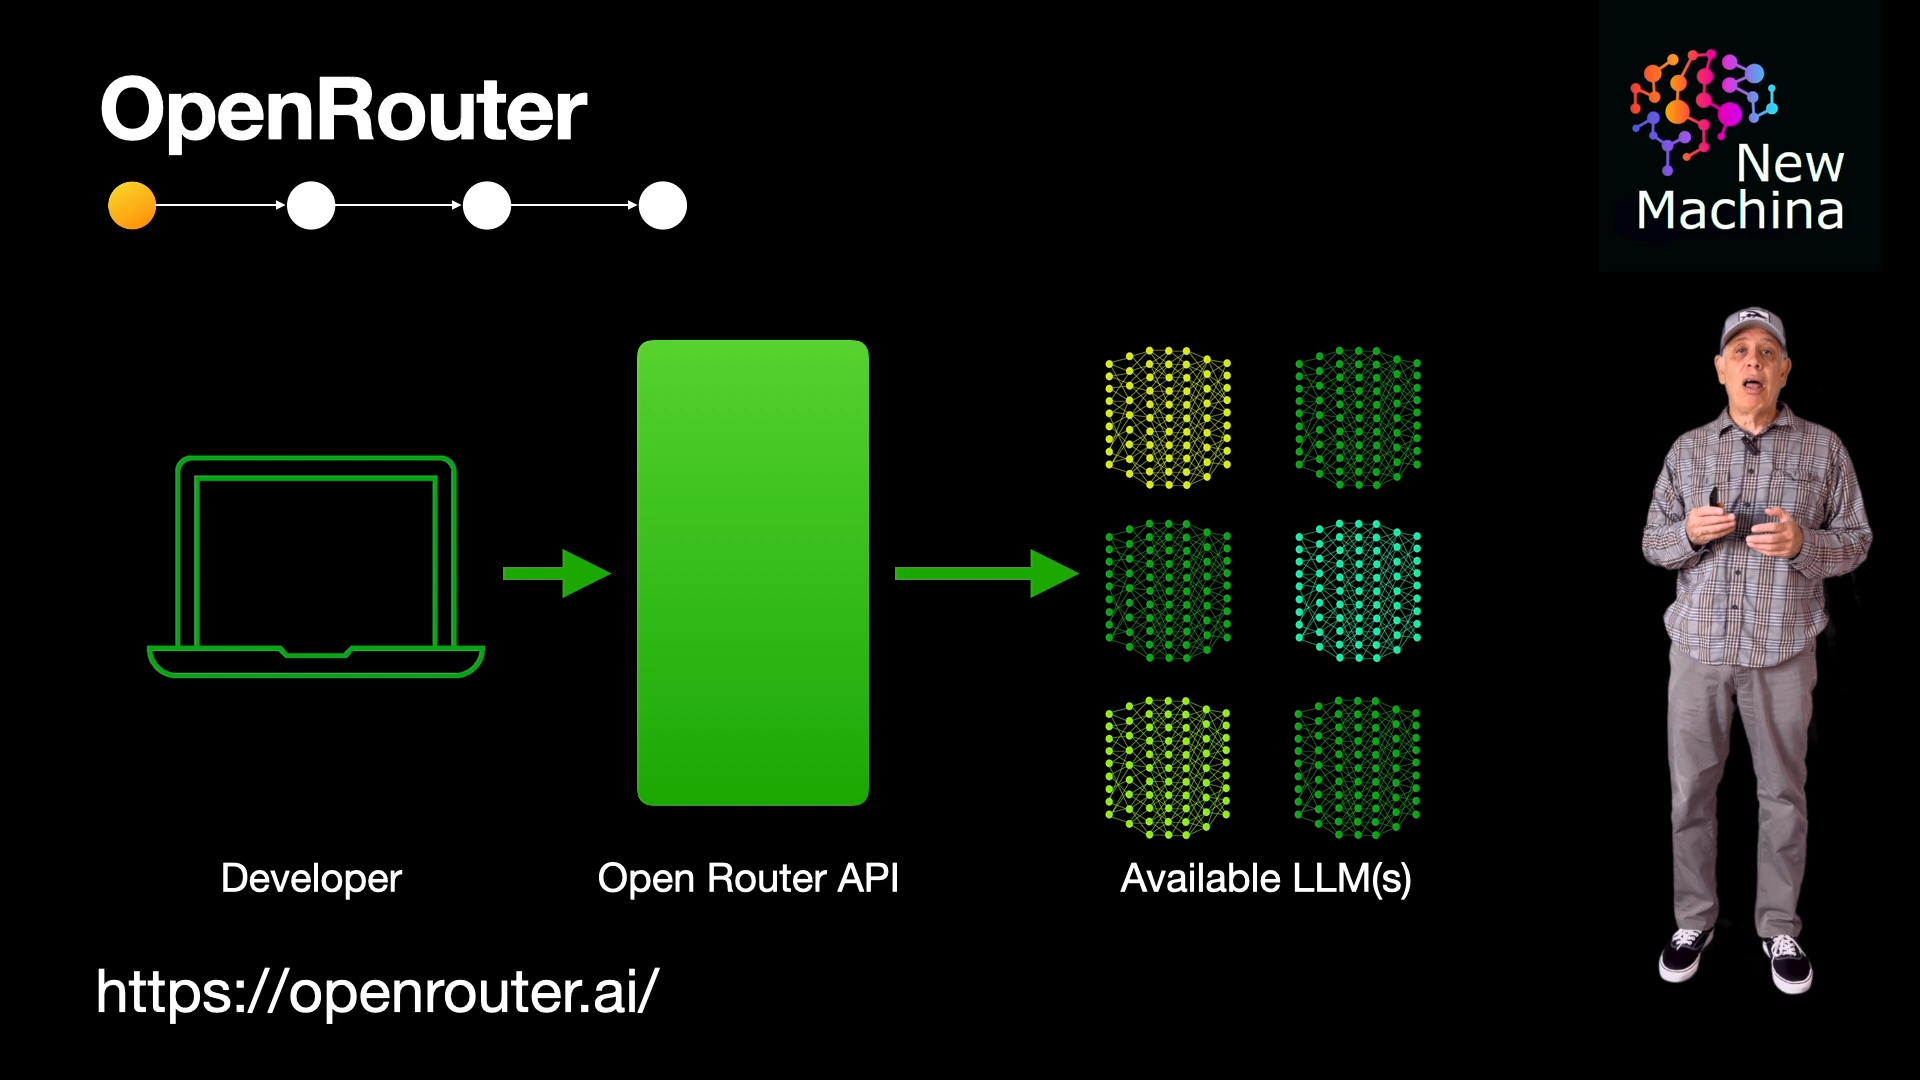 OpenRouter
New
Machina
Developer
Open Router API
Available LLM(s)
https://openrouter.ai/